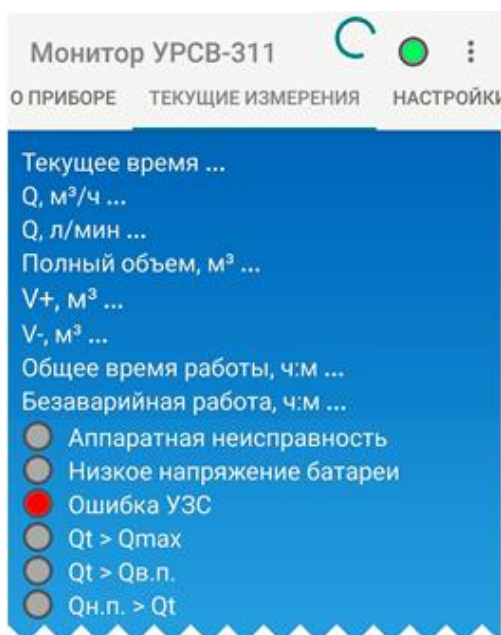 Монитор УРСВ-311
О ПРИБОРЕ ТЕКУЩИЕ ИЗМЕРЕНИЯ НАСТРОЙКИ
Текущее время ...
Q, м³/ч ...
Q, л/мин ...
Полный объем, м³ ...
V+, м³ ...
V-, м³ ...
Общее время работы, ч:м ...
Безаварийная работа, ч:м ...
Аппаратная неисправность
Низкое напряжение батареи
Ошибка УЗС
Qt > Qmax
Qt > Qв.п.
Qн.п. > Qt